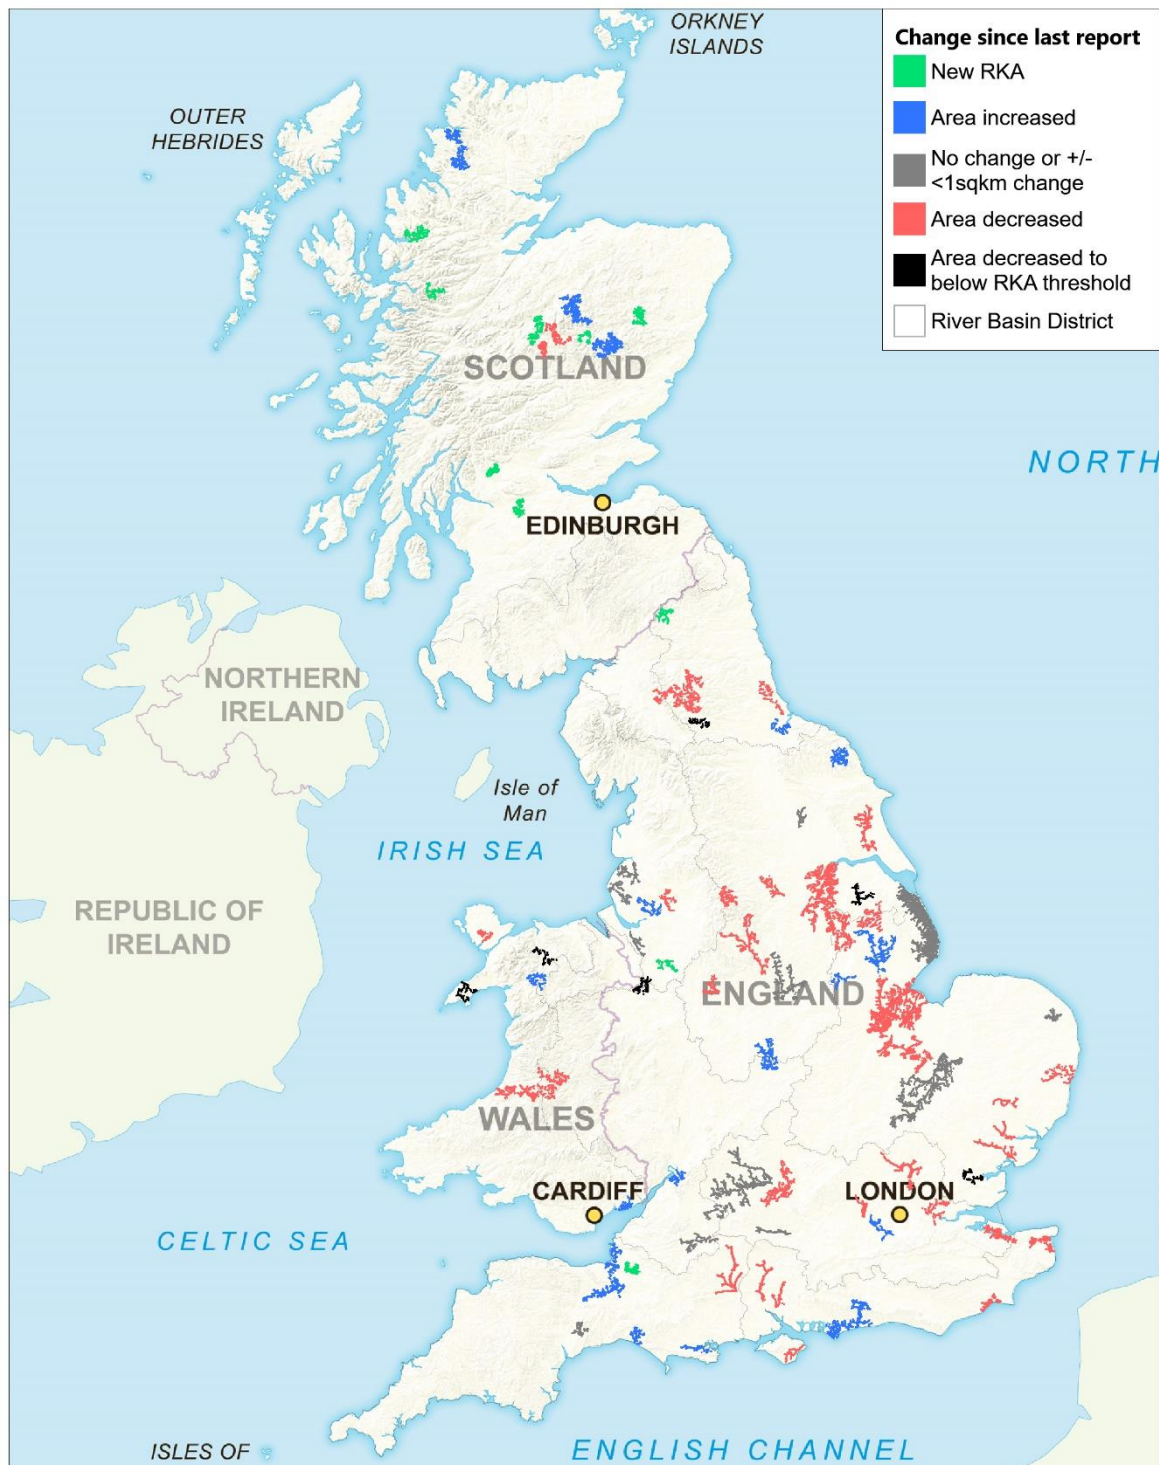 ORKNEY
ISLANDS
Change since last report
New RKA
Area increased
No change or +/-
<1sqkm change
Area decreased
Area decreased to
below RKA threshold
River Basin District
OUTER
HEBRIDES
SCOTLAND
NORTH
EDINBURGH
NORTHERN
IRELAND
Isle of
Man
IRISH SEA
REPUBLIC OF
IRELAND
ENGLAND
WALES
CARDIFF
LONDON
CELTIC SEA
ISLES OF
ENGLISH CHANNEL